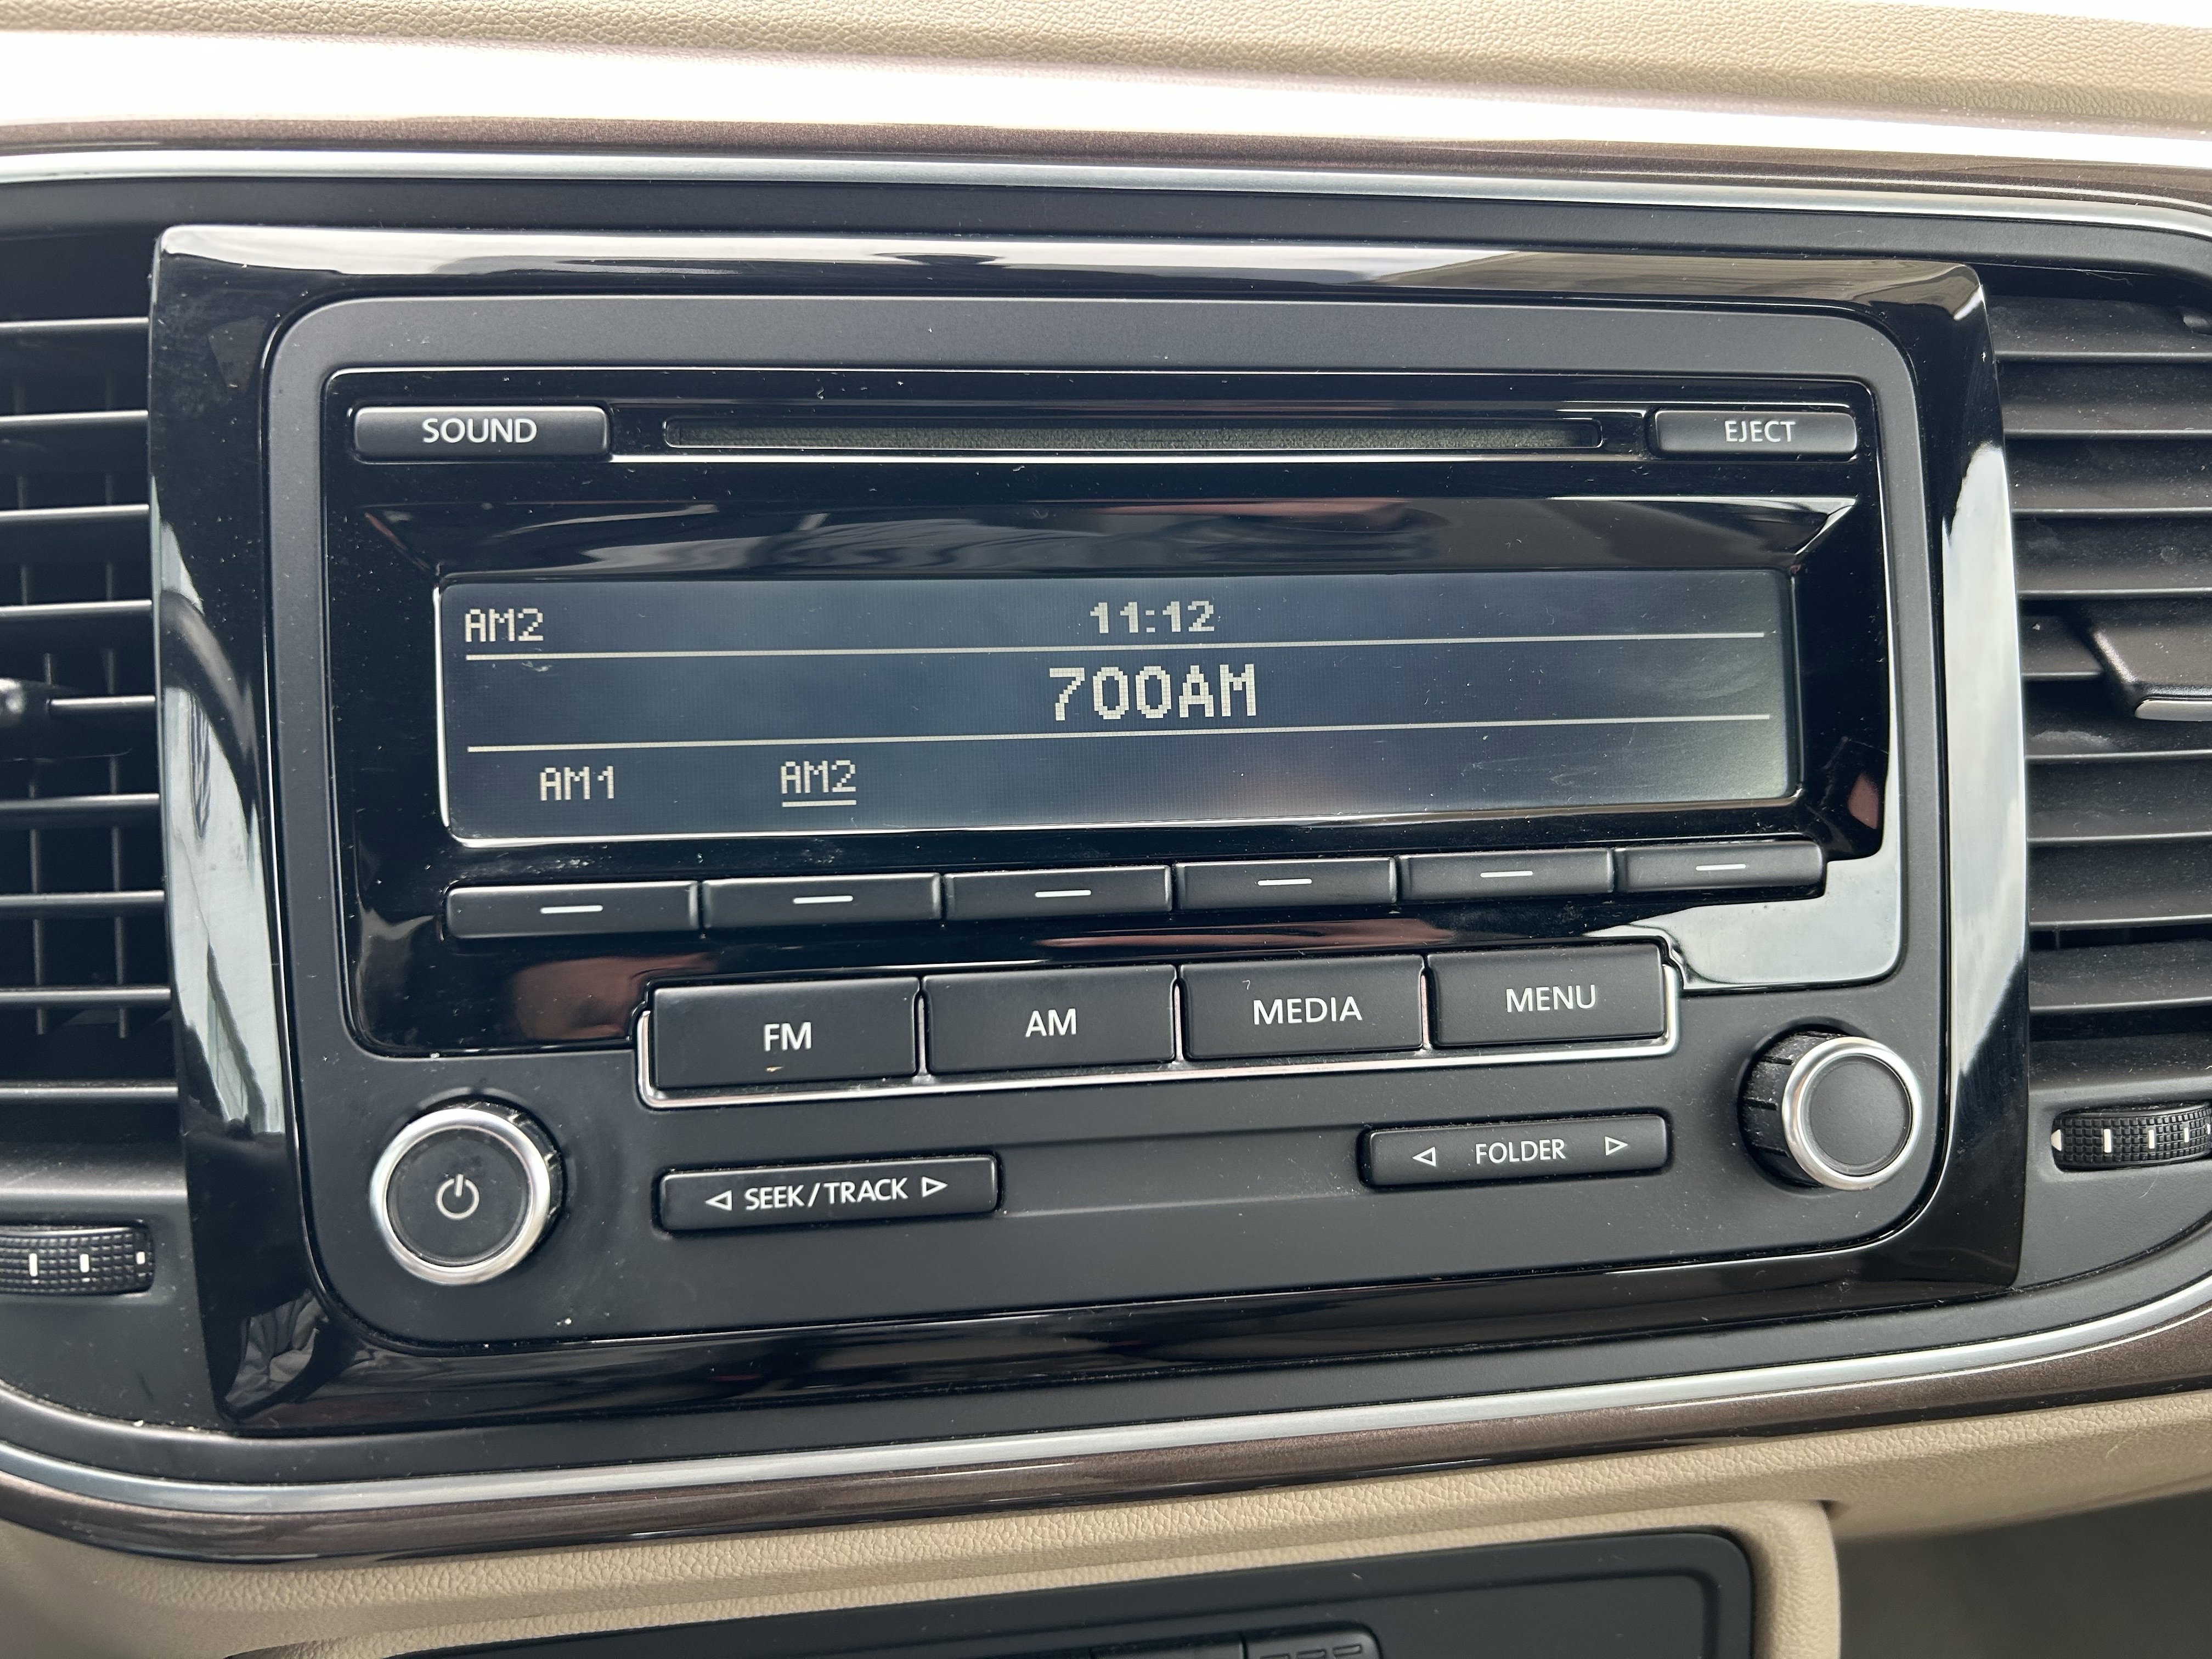 SOUND EJECT
AM2 11:12
700AM
AM1 AM2
FM AM MEDIA MENU
SEEK/TRACK FOLDER